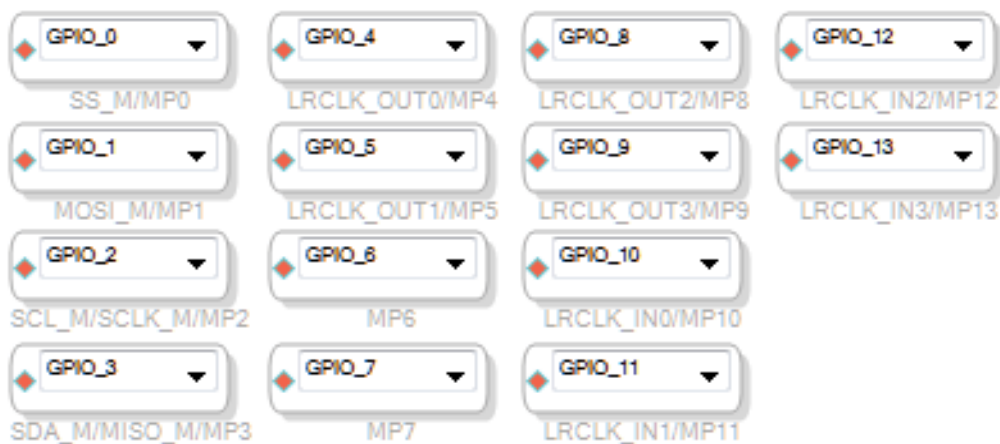 GPIO_0 GPIO_4 GPIO_8 GPIO_12
SS_M/MP0 LRCLK_OUT0/MP4 LRCLK_OUT2/MP8 LRCLK_IN2/MP12
GPIO_1 GPIO_5 GPIO_9 GPIO_13
MOSI_M/MP1 LRCLK_OUT1/MP5 LRCLK_OUT3/MP9 LRCLK_IN3/MP13
GPIO_2 GPIO_6 GPIO_10
SCL_M/SCLK_M/MP2 MP6 LRCLK_IN0/MP10
GPIO_3 GPIO_7 GPIO_11
SDA_M/MISO_M/MP3 MP7 LRCLK_IN1/MP11